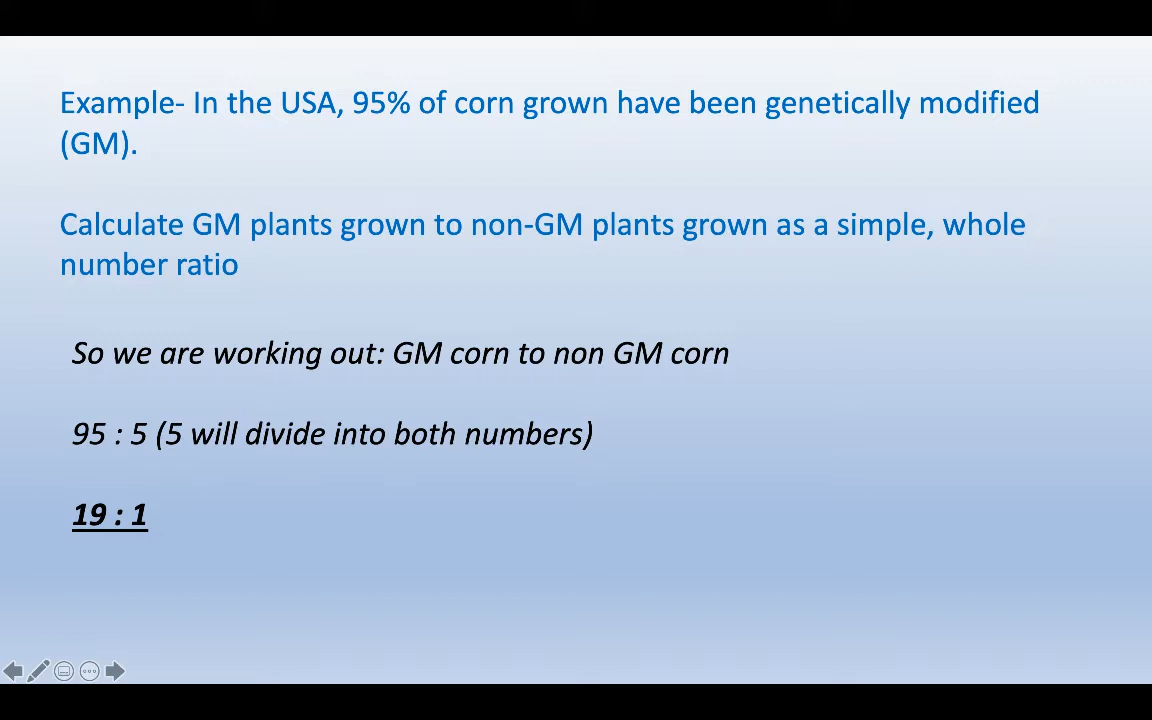 Example- In the USA, 95% of corn grown have been genetically modified
(GM).
Calculate GM plants grown to non-GM plants grown as a simple, whole
number ratio
So we are working out: GM corn to non GM corn
95 : 5 (5 will divide into both numbers)
19 : 1